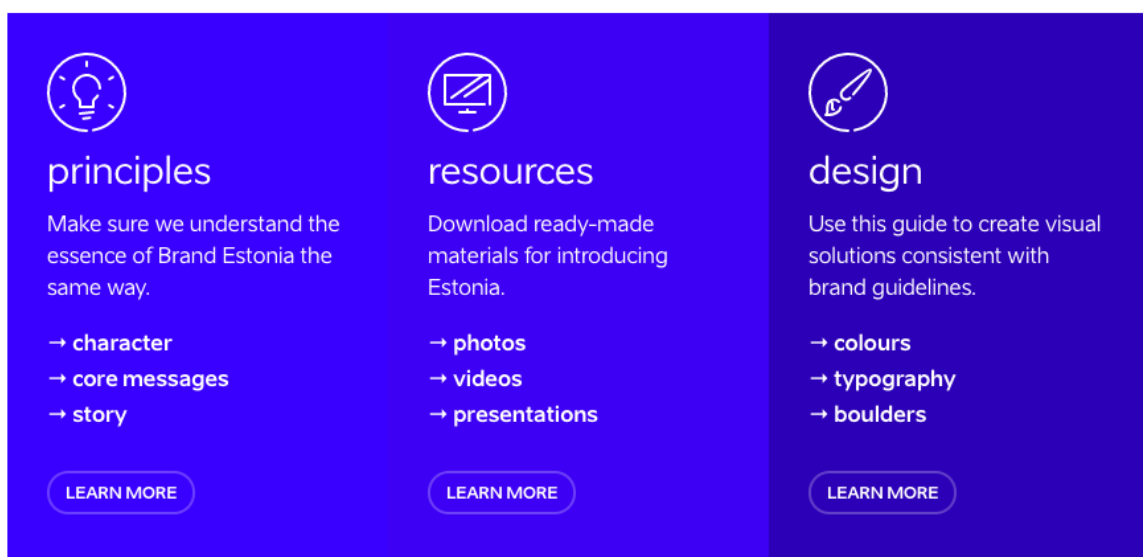 principles
Make sure we understand the
essence of Brand Estonia the
same way.
→ character
→ core messages
→ story
LEARN MORE
resources
Download ready-made
materials for introducing
Estonia.
→ photos
→ videos
→ presentations
LEARN MORE
design
Use this guide to create visual
solutions consistent with
brand guidelines.
→ colours
→ typography
→ boulders
LEARN MORE